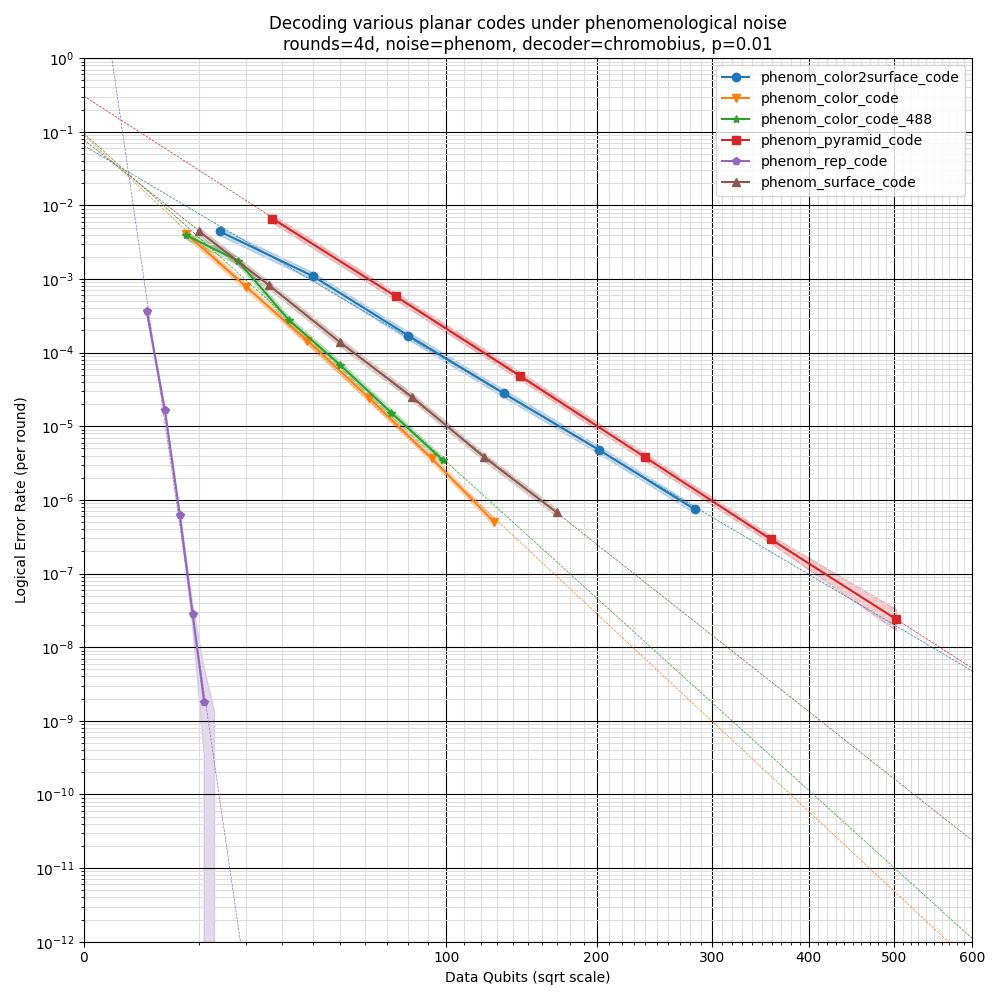 Decoding various planar codes under phenomenological noise
rounds=4d, noise=phenom, decoder=chromobius, p=0.01
phenom_color2surface_code
phenom_color_code
phenom_color_code_488
phenom_pyramid_code
phenom_rep_code
phenom_surface_code
Logical Error Rate (per round)
10⁰
10⁻¹
10⁻²
10⁻³
10⁻⁴
10⁻⁵
10⁻⁶
10⁻⁷
10⁻⁸
10⁻⁹
10⁻¹⁰
10⁻¹¹
10⁻¹²
0 100 200 300 400 500 600
Data Qubits (sqrt scale)